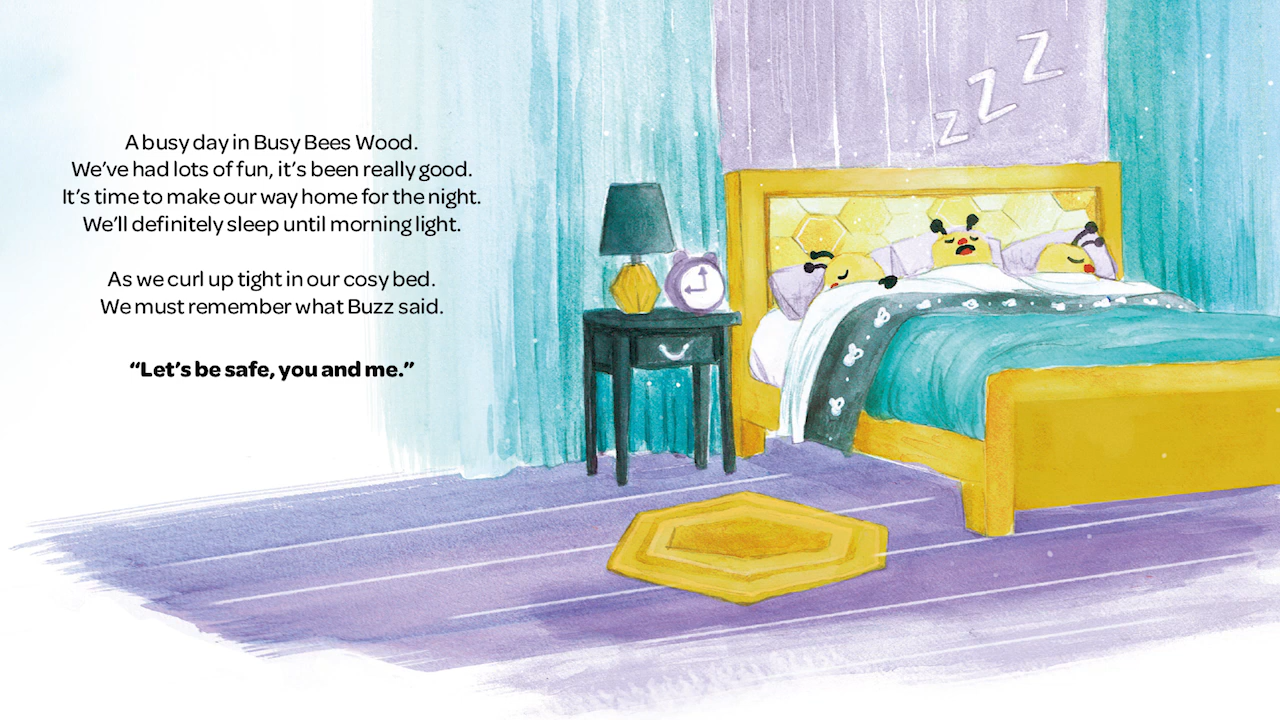 A busy day in Busy Bees Wood.
We’ve had lots of fun, it’s been really good.
It’s time to make our way home for the night.
We’ll definitely sleep until morning light.
As we curl up tight in our cosy bed.
We must remember what Buzz said.
“Let’s be safe, you and me.”
z Z Z